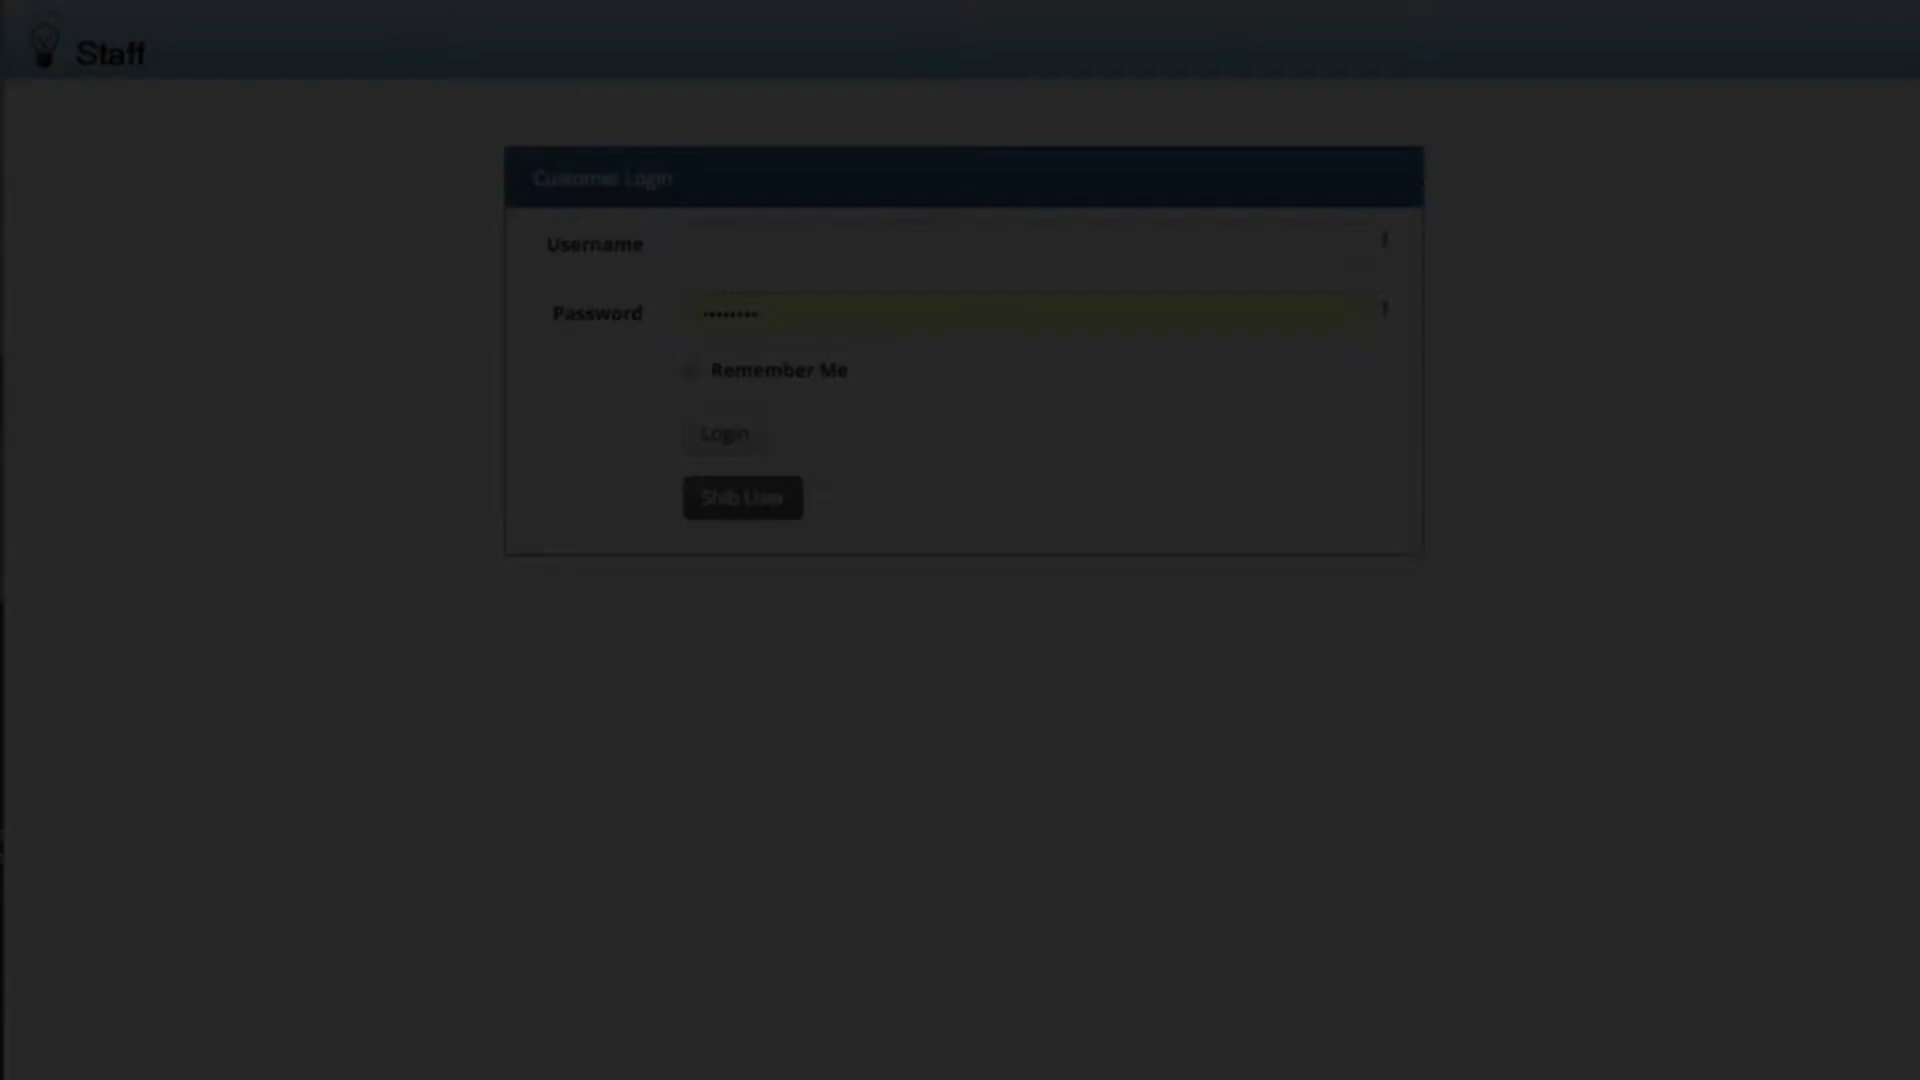 Staff
Customer Login
Username
Password ••••••••
Remember Me
Login
Shib User